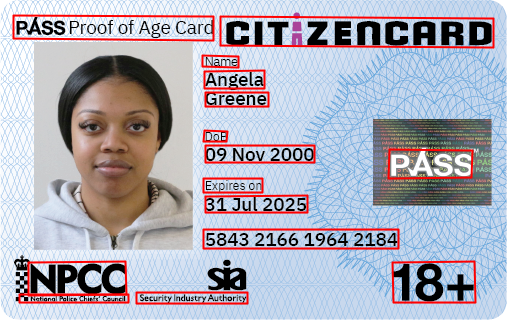 PASS Proof of Age Card
CITIZENCARD
Name
Angela
Greene
DoB
09 Nov 2000
Expires on
31 Jul 2025
PASS
5843 2166 1964 2184
NPCC
National Police Chiefs' Council
sia
Security Industry Authority
18+